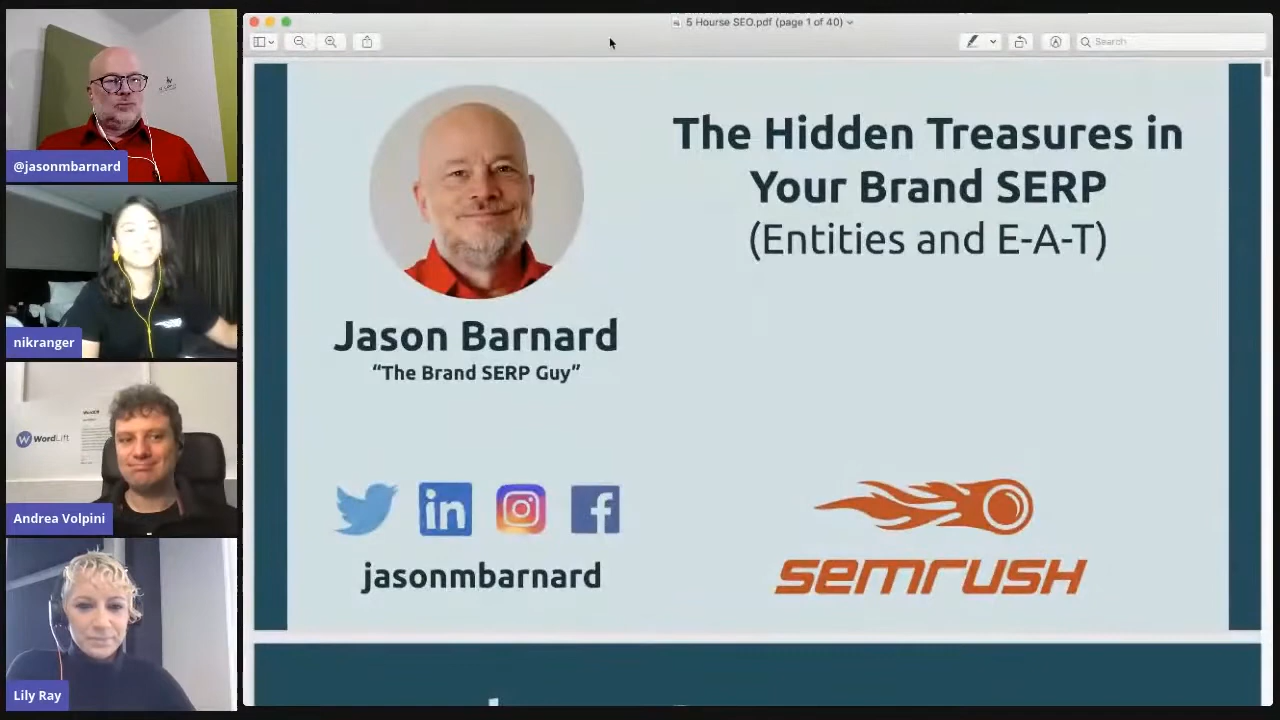 @jasonmbarnard
nikranger
WordLift
Andrea Volpini
Lily Ray
5 Hourse SEO.pdf (page 1 of 40)
Search
The Hidden Treasures in
Your Brand SERP
(Entities and E-A-T)
Jason Barnard
“The Brand SERP Guy”
jasonmbarnard
semrush